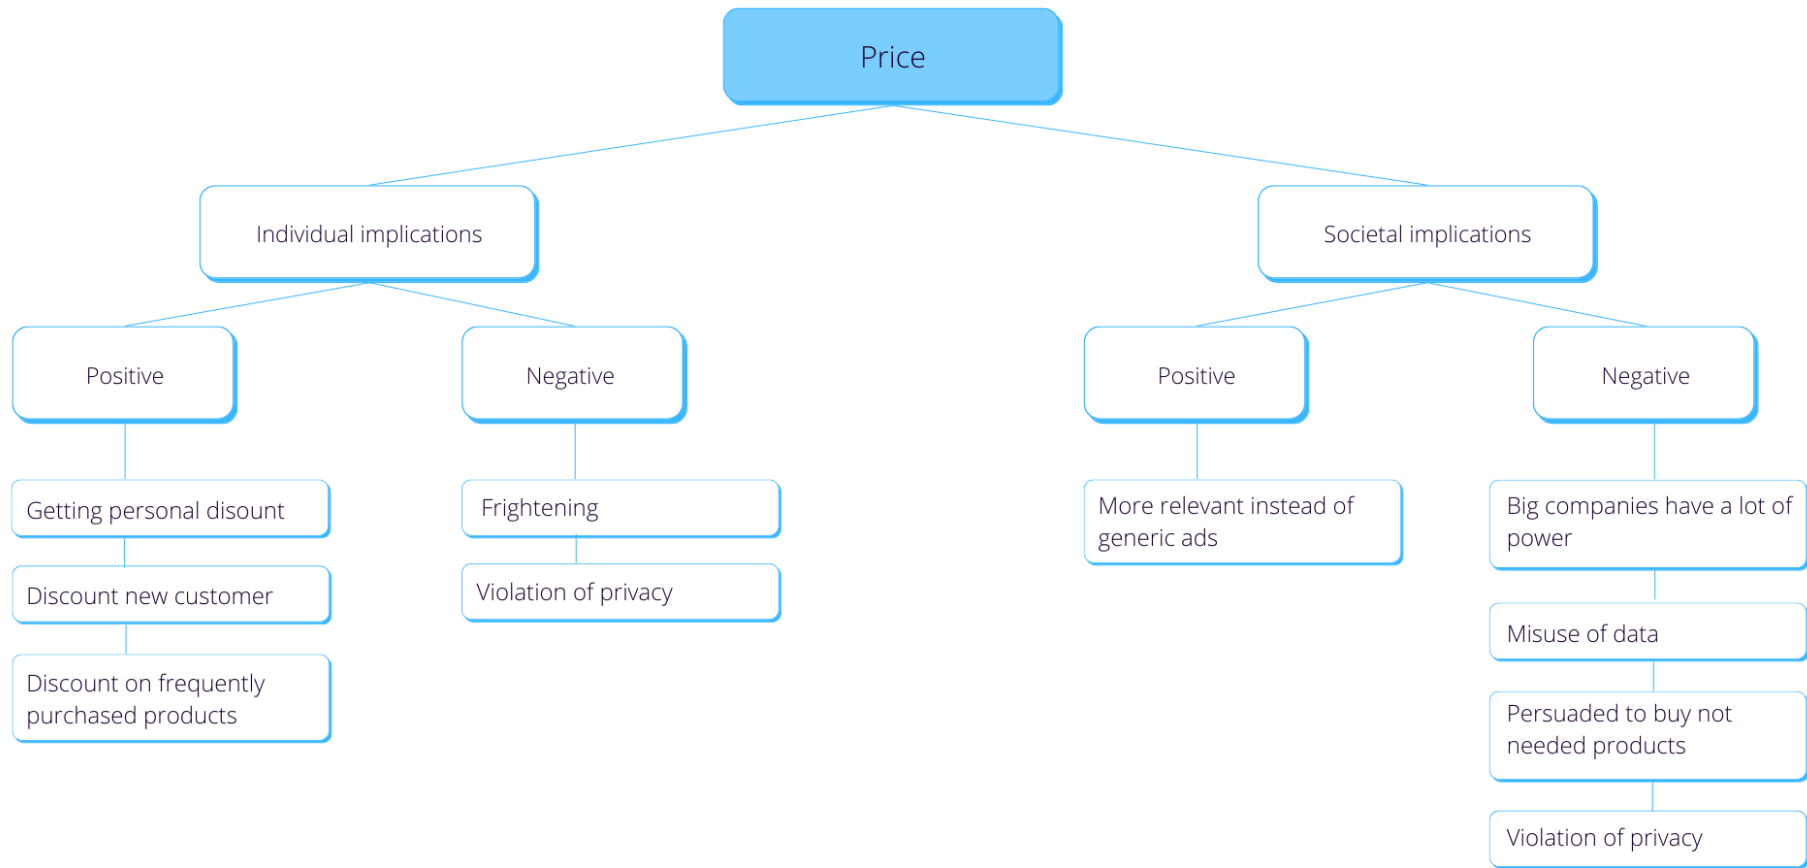 Price
Individual implications
Societal implications
Positive
Negative
Positive
Negative
Getting personal disount
Discount new customer
Discount on frequently
purchased products
Frightening
Violation of privacy
More relevant instead of
generic ads
Big companies have a lot of
power
Misuse of data
Persuaded to buy not
needed products
Violation of privacy